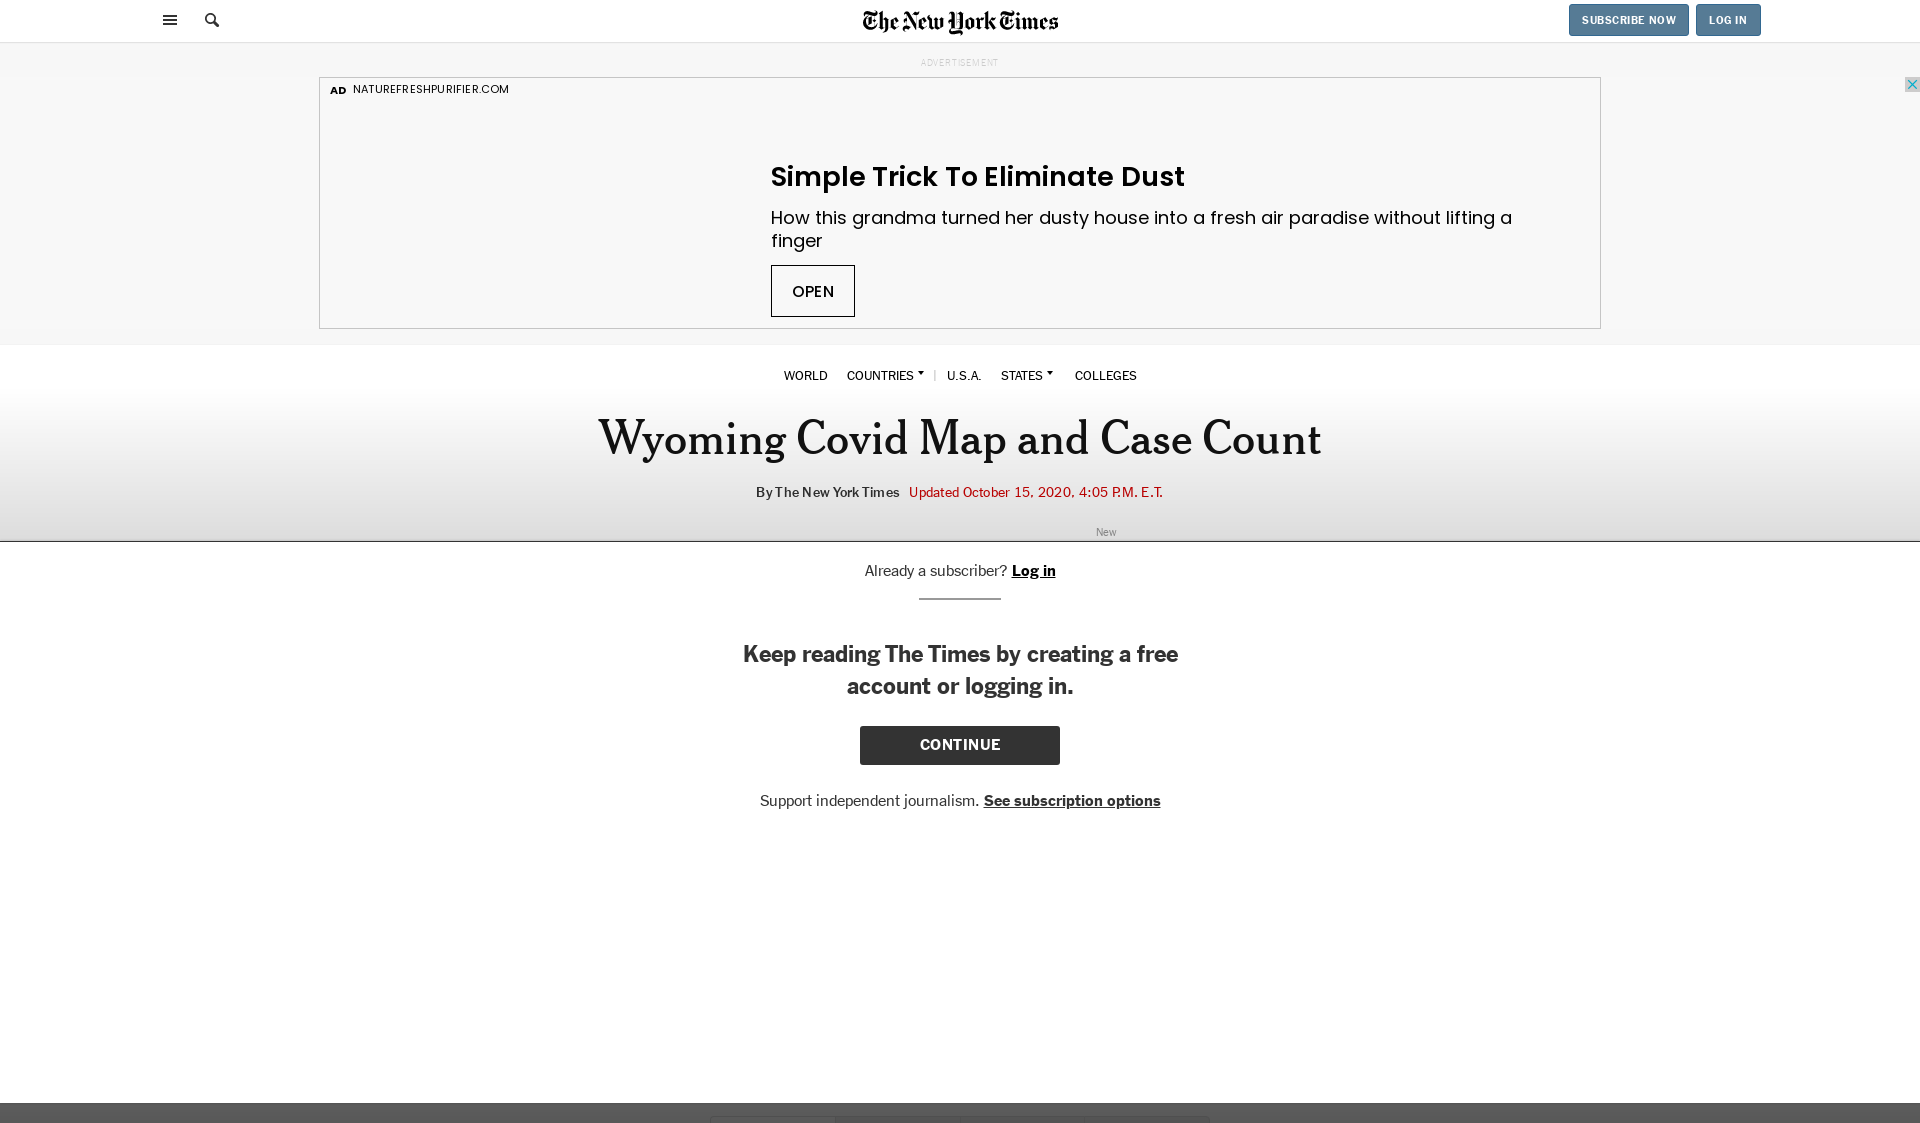 The New York Times
SUBSCRIBE NOW
LOG IN
ADVERTISEMENT
AD NATUREFRESHPURIFIER.COM
Simple Trick To Eliminate Dust
How this grandma turned her dusty house into a fresh air paradise without lifting a
finger
OPEN
WORLD COUNTRIES | U.S.A. STATES COLLEGES
Wyoming Covid Map and Case Count
By The New York Times Updated October 15, 2020, 4:05 P.M. E.T.
New
Already a subscriber? Log in
Keep reading The Times by creating a free
account or logging in.
CONTINUE
Support independent journalism. See subscription options